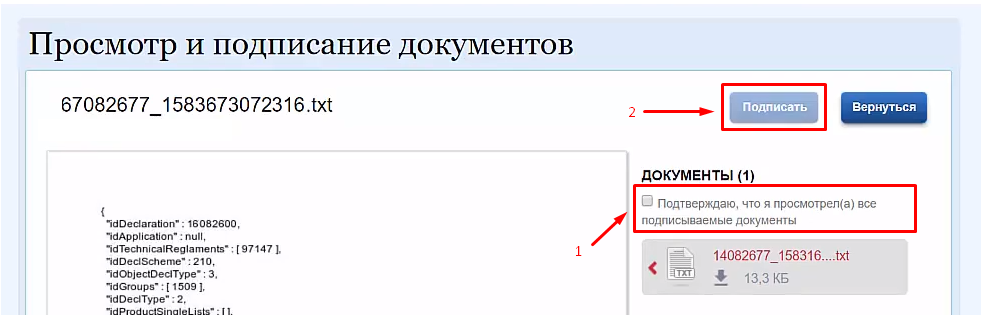 Просмотр и подписание документов
67082677_1583673072316.txt
2
Подписать
Вернуться
ДОКУМЕНТЫ (1)
Подтверждаю, что я просмотрел(а) все
подписываемые документы
1
TXT
14082677_158316....txt
13,3 КБ
{
"idDeclaration" : 16082600,
"idApplication" : null,
"idTechnicalReglaments" : [ 97147 ],
"idDeclScheme" : 210,
"idObjectDeclType" : 3,
"idGroups" : [ 1509 ],
"idDeclType" : 2,
"idProductSingleLists" : [],